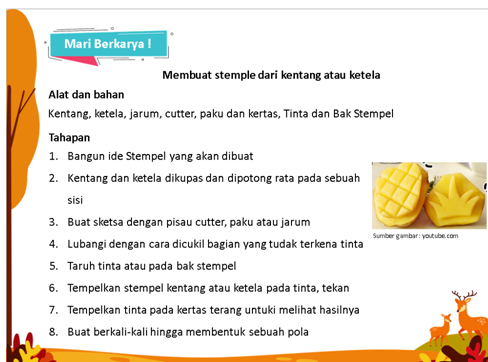 Mari Berkarya !
Membuat stemple dari kentang atau ketela
Alat dan bahan
Kentang, ketela, jarum, cutter, paku dan kertas, Tinta dan Bak Stempel
Tahapan
1. Bangun ide Stempel yang akan dibuat
2. Kentang dan ketela dikupas dan dipotong rata pada sebuah
sisi
3. Buat sketsa dengan pisau cutter, paku atau jarum
4. Lubangi dengan cara dicukil bagian yang tudak terkena tinta
5. Taruh tinta atau pada bak stempel
6. Tempelkan stempel kentang atau ketela pada tinta, tekan
7. Tempelkan tinta pada kertas terang untuki melihat hasilnya
8. Buat berkali-kali hingga membentuk sebuah pola
Sumber gambar: youtube.com